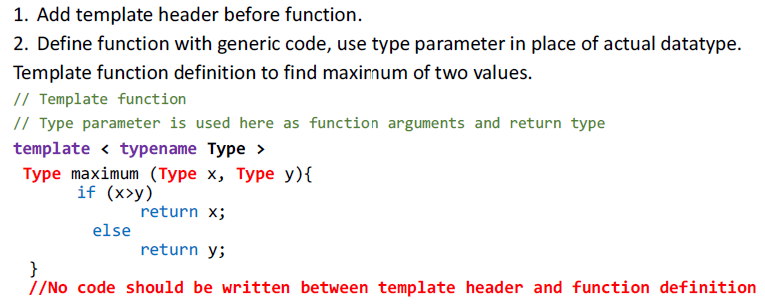 1. Add template header before function.
2. Define function with generic code, use type parameter in place of actual datatype.
Template function definition to find maximum of two values.
// Template function
// Type parameter is used here as function arguments and return type
template < typename Type >
Type maximum (Type x, Type y){
if (x>y)
return x;
else
return y;
}
//No code should be written between template header and function definition